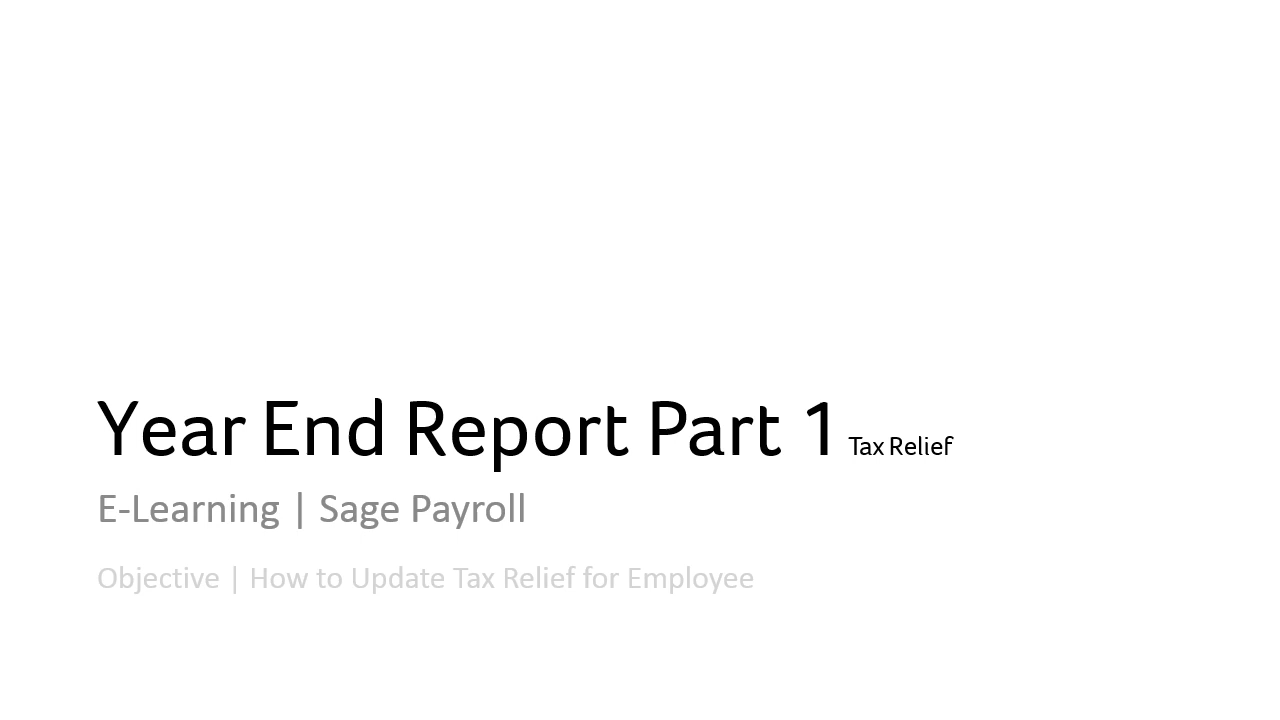 Year End Report Part 1 Tax Relief
E-Learning | Sage Payroll
Objective | How to Update Tax Relief for Employee